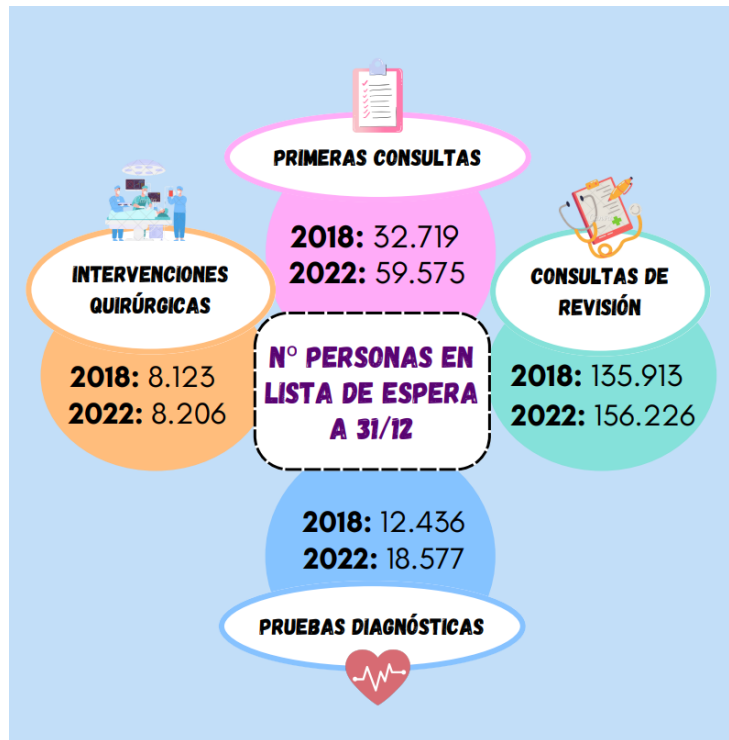 PRIMERAS CONSULTAS
2018: 32.719
2022: 59.575
INTERVENCIONES
QUIRÚRGICAS
2018: 8.123
2022: 8.206
Nº PERSONAS EN
LISTA DE ESPERA
A 31/12
CONSULTAS DE
REVISIÓN
2018: 135.913
2022: 156.226
2018: 12.436
2022: 18.577
PRUEBAS DIAGNÓSTICAS